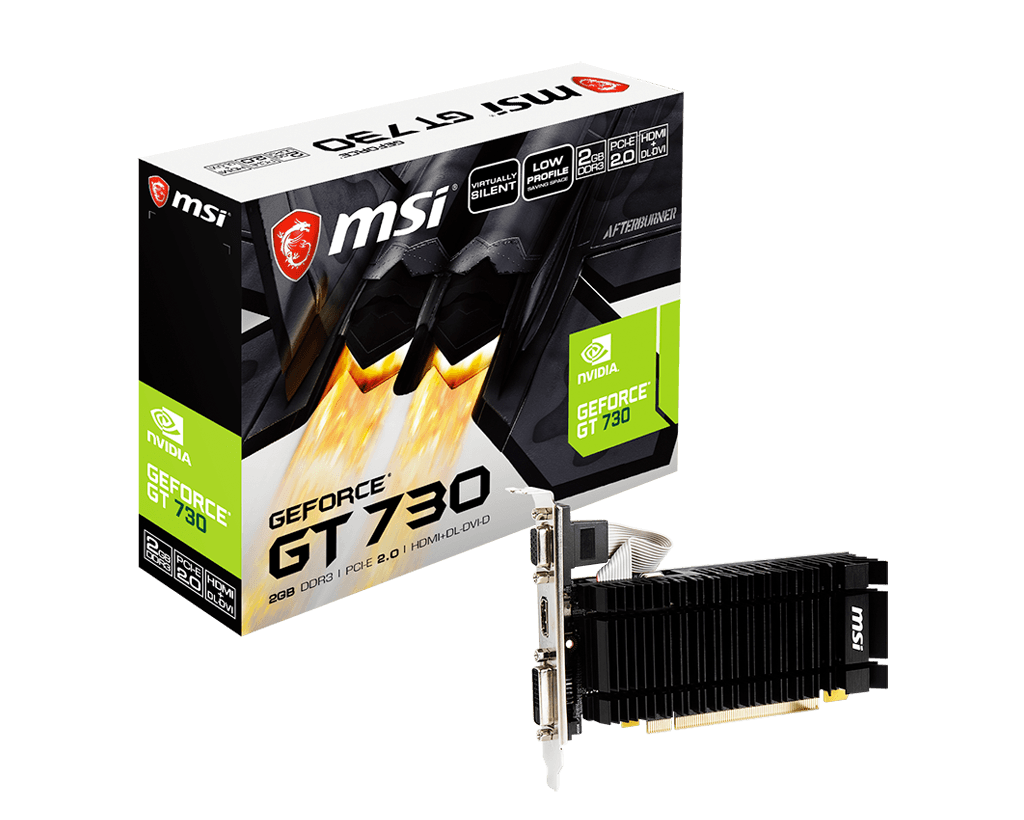 msi GT 730
GEFORCE®
msi®
msi®
VIRTUALLY
SILENT
LOW
PROFILE
SAVING SPACE
2GB
DDR3
PCI-E
2.0
HDMI
+
DL-DVI
AFTERBURNER
NVIDIA.
GEFORCE®
GT 730
NVIDIA
GEFORCE®
GT 730
GEFORCE®
GT 730
2GB DDR3 | PCI-E 2.0 | HDMI+DL-DVI-D
2GB
DDR3
PCI-E
2.0
HDMI
+
DL-DVI
msi